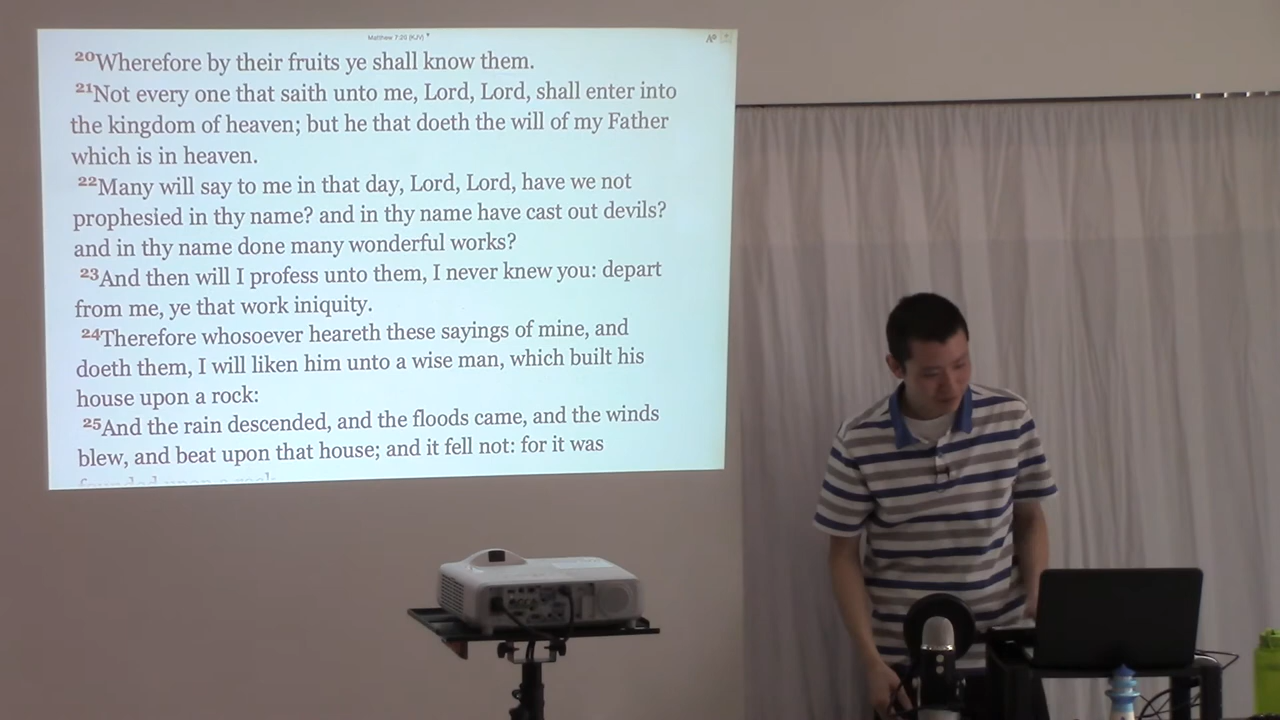 Matthew 7:20 (KJV)
20Wherefore by their fruits ye shall know them.
21Not every one that saith unto me, Lord, Lord, shall enter into
the kingdom of heaven; but he that doeth the will of my Father
which is in heaven.
22Many will say to me in that day, Lord, Lord, have we not
prophesied in thy name? and in thy name have cast out devils?
and in thy name done many wonderful works?
23And then will I profess unto them, I never knew you: depart
from me, ye that work iniquity.
24Therefore whosoever heareth these sayings of mine, and
doeth them, I will liken him unto a wise man, which built his
house upon a rock:
25And the rain descended, and the floods came, and the winds
blew, and beat upon that house; and it fell not: for it was
founded upon a rock.